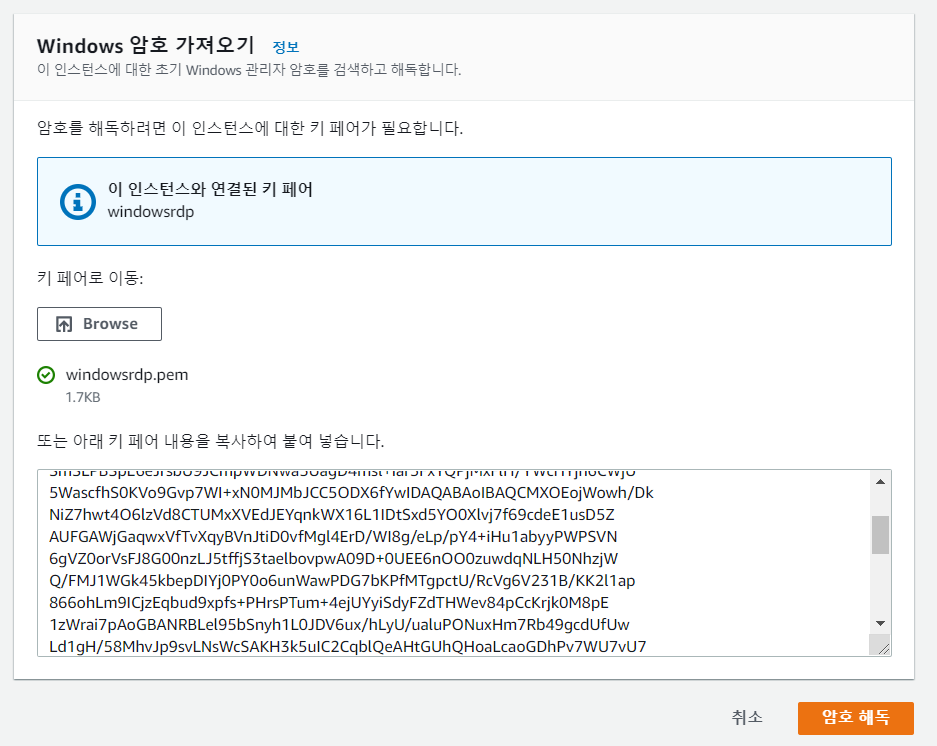 Windows 암호 가져오기 정보
이 인스턴스에 대한 초기 Windows 관리자 암호를 검색하고 해독합니다.
암호를 해독하려면 이 인스턴스에 대한 키 페어가 필요합니다.
이 인스턴스와 연결된 키 페어
windowsrdp
키 페어로 이동:
Browse
windowsrdp.pem
1.7KB
또는 아래 키 페어 내용을 복사하여 붙여 넣습니다.
5WascfhS0KVo9Gvp7WI+xN0MJMbJCC5ODX6fYwIDAQABAoIBAQCMXOEojWowh/Dk
NiZ7hwt4O6lzVd8CTUMxXVEdJEYqnkWX16L1IDtSxd5YO0Xlvj7f69cdeE1usD5Z
AUFGAWjGaqwxVfTvXqyBVnJtiD0vfMgl4ErD/WI8g/eLp/pY4+iHu1abyyPWPSVN
6gVZ0orVsFJ8G00nzLJ5tffjS3taelbovpwA09D+0UEE6nOO0zuwdqNLH50NhzjW
Q/FMJ1WGk45kbepDIYj0PY0o6unWawPDG7bKPfMTgpctU/RcVg6V231B/KK2l1ap
866ohLm9ICjzEqbud9xpfs+PHrsPTum+4ejUYyiSdyFZdTHWev84pCcKrjk0M8pE
1zWrai7pAoGBANRBLel95bSnyh1L0JDV6ux/hLyU/ualuPONuxHm7Rb49gcdUfUw
Ld1gH/58MhvJp9svLNsWcSAKH3k5uIC2CqblQeAHtGUhQHoaLcaoGDhPv7WU7vU7
취소 암호 해독